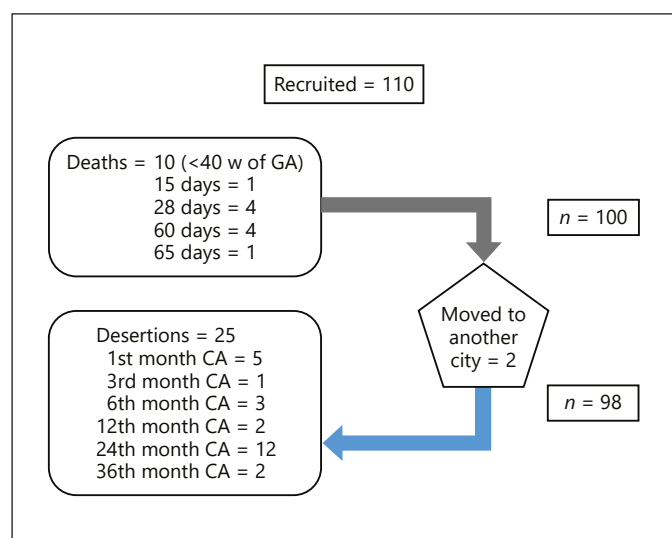 Recruited = 110
Deaths = 10 (<40 w of GA)
15 days = 1
28 days = 4
60 days = 4
65 days = 1
n = 100
Moved to
another
city = 2
Desertions = 25
1st month CA = 5
3rd month CA = 1
6th month CA = 3
12th month CA = 2
24th month CA = 12
36th month CA = 2
n = 98